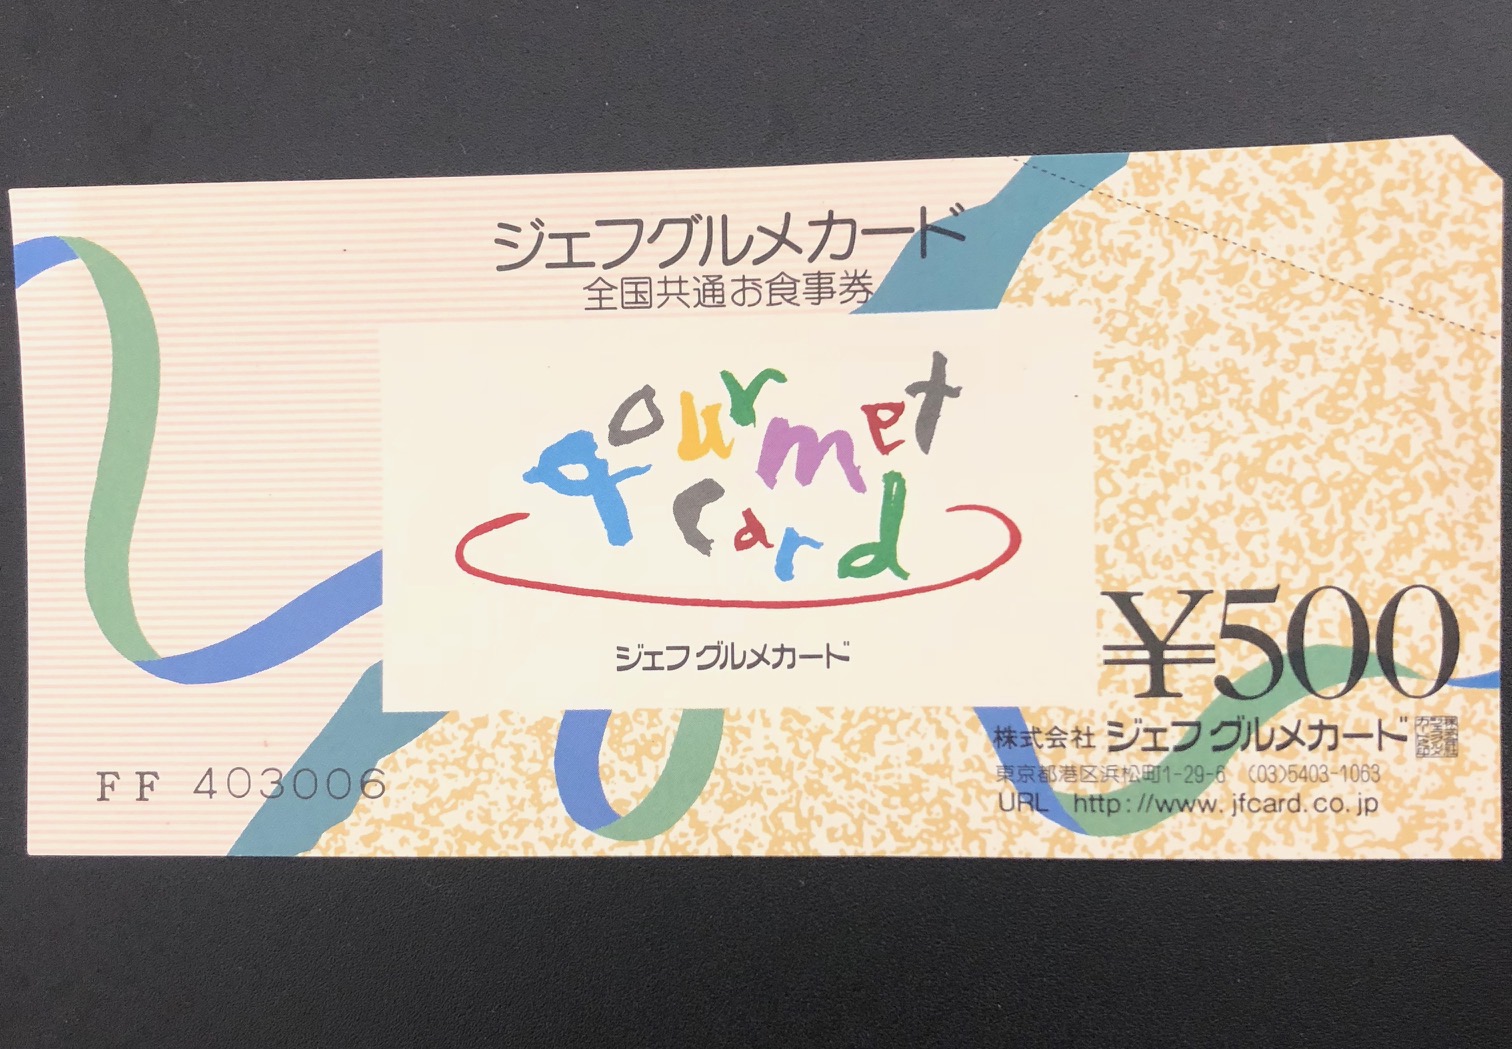 ジェフグルメカード
全国共通お食事券
gourmet
card
ジェフグルメカード
¥500
株式会社 ジェフグルメカード
東京都港区浜松町1-29-6 (03)5403-1063
URL http://www.jfcard.co.jp
FF 403006